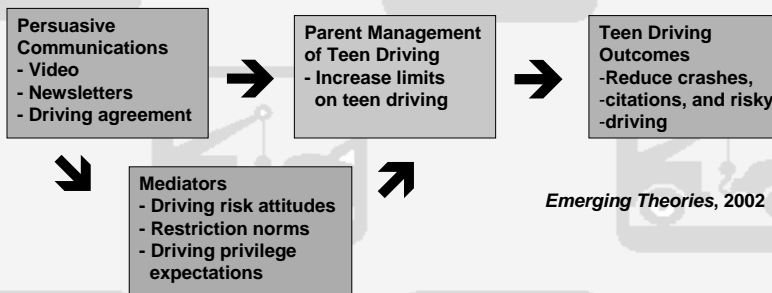 Persuasive
Communications
- Video
- Newsletters
- Driving agreement
Parent Management
of Teen Driving
- Increase limits
on teen driving
Teen Driving
Outcomes
-Reduce crashes,
-citations, and risky
-driving
Mediators
- Driving risk attitudes
- Restriction norms
- Driving privilege
expectations
Emerging Theories, 2002